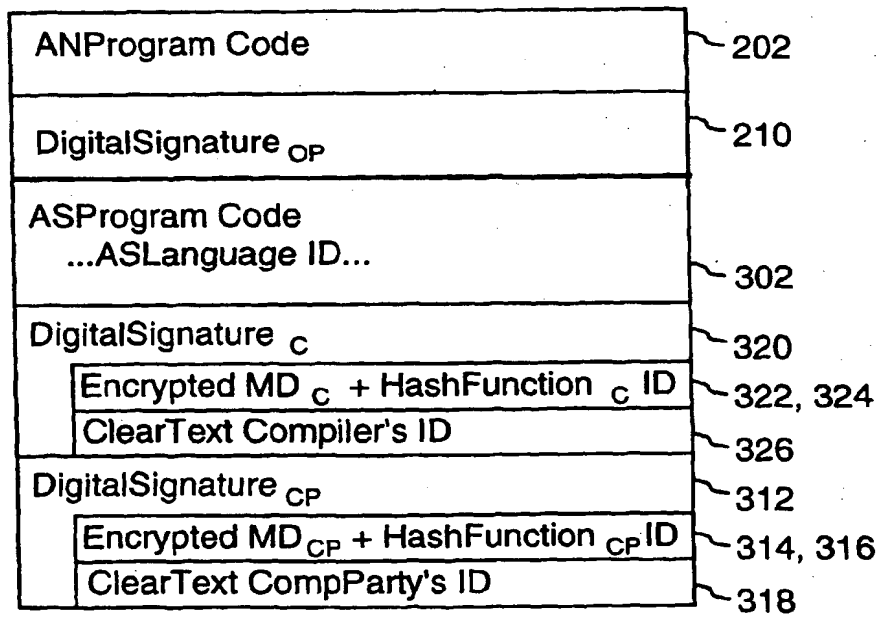 ANProgram Code 202
DigitalSignature OP 210
ASProgram Code
...ASLanguage ID... 302
DigitalSignature C 320
Encrypted MD C + HashFunction C ID 322, 324
ClearText Compiler's ID 326
DigitalSignature CP 312
Encrypted MD CP + HashFunction CP ID 314, 316
ClearText CompParty's ID 318